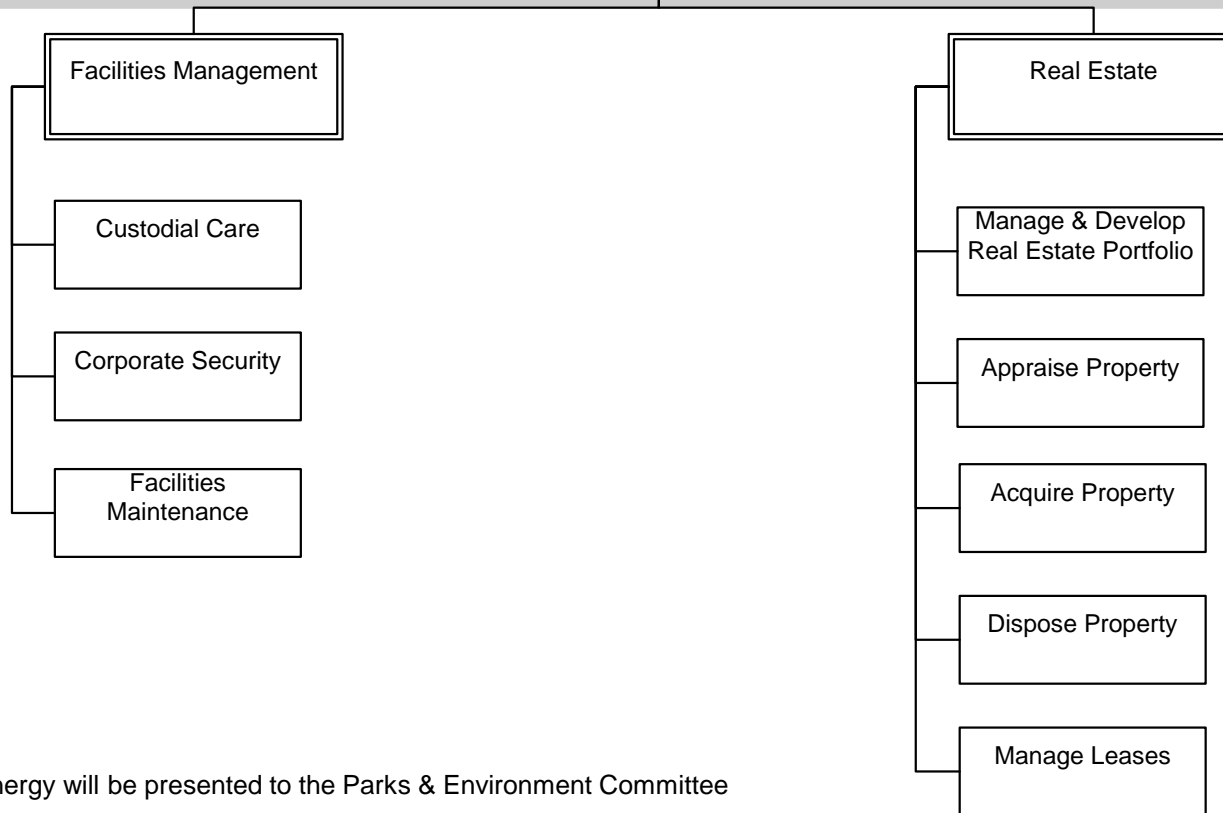 Facilities Management
Real Estate
Custodial Care
Corporate Security
Facilities
Maintenance
Manage & Develop
Real Estate Portfolio
Appraise Property
Acquire Property
Dispose Property
Manage Leases
will be presented to the Parks & Environment Committee